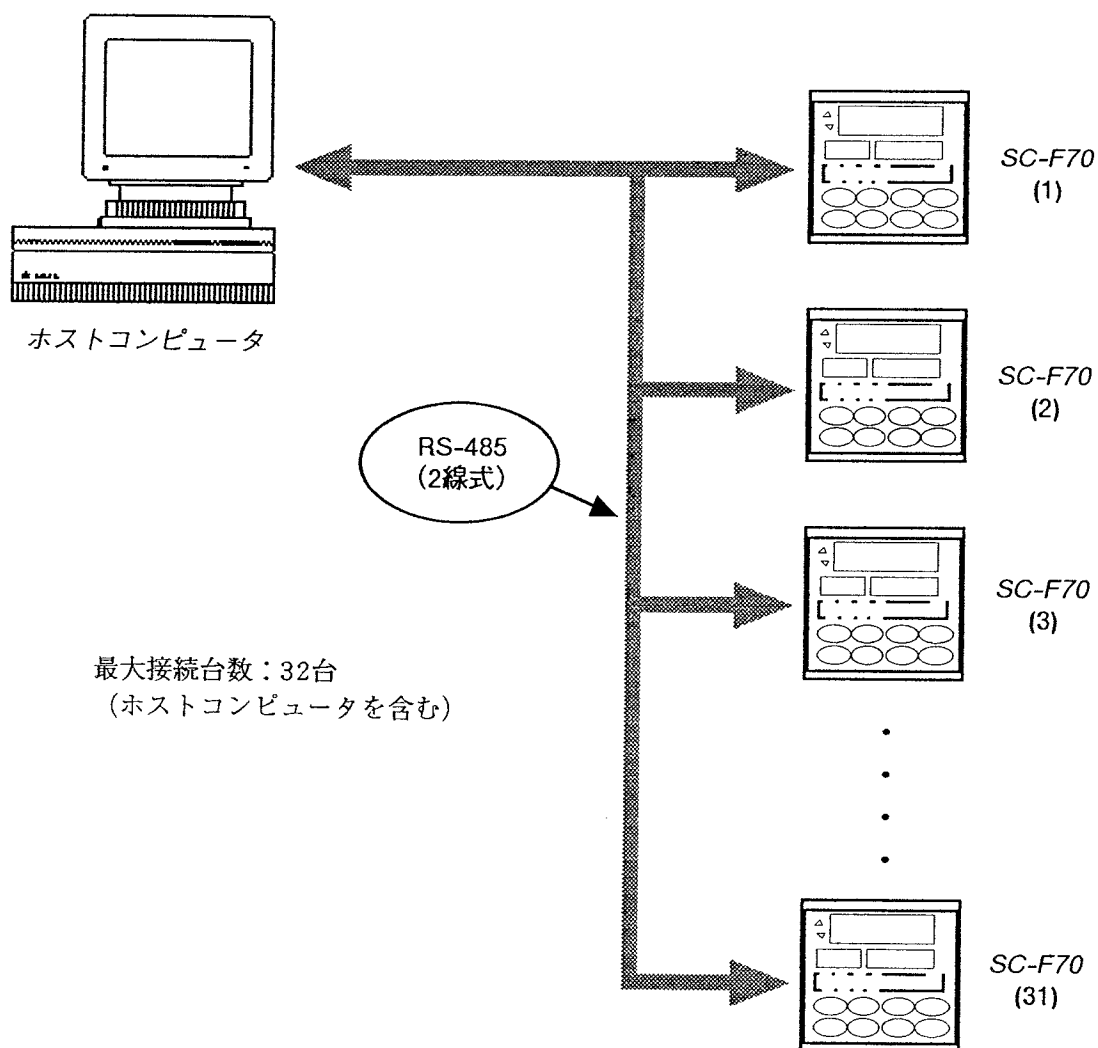 ホストコンピュータ
SC-F70
(1)
SC-F70
(2)
RS-485
(2線式)
SC-F70
(3)
最大接続台数：32台
(ホストコンピュータを含む)
SC-F70
(31)